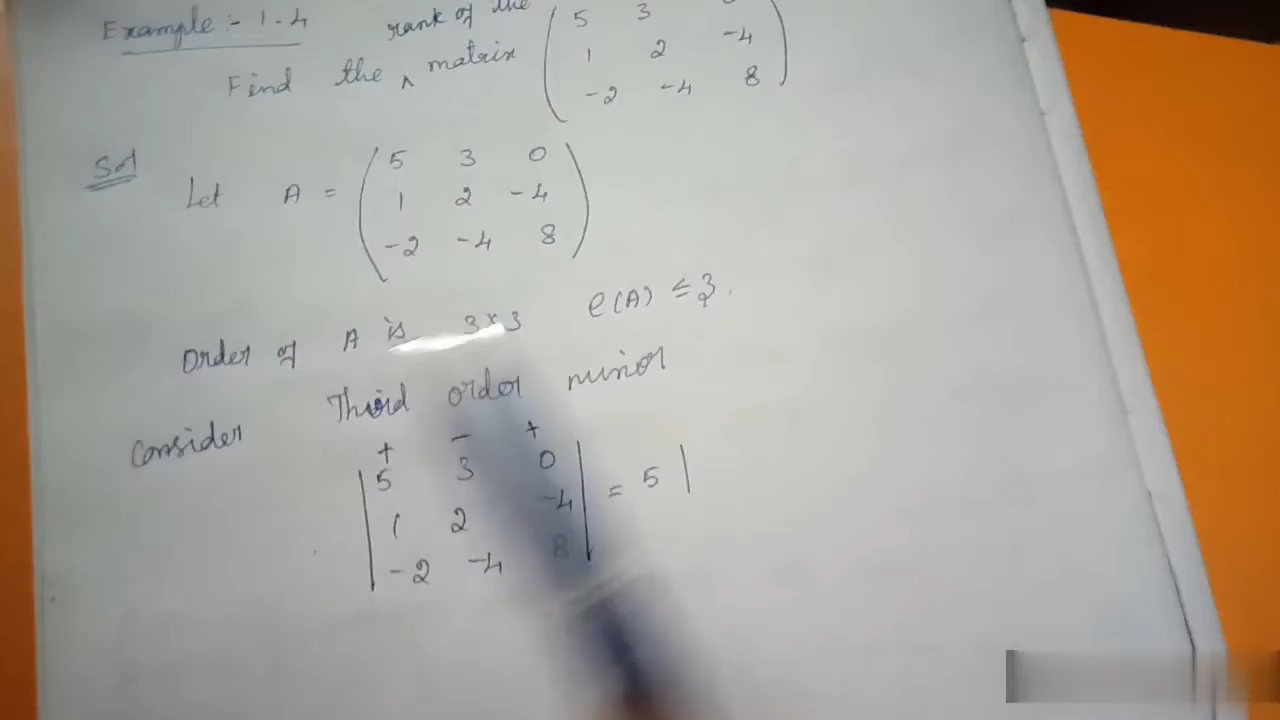 Example :- 1.4
Find the ^ rank of the matrix
5 3
1 2 -4
-2 -4 8
Sol
Let A =
5 3 0
1 2 -4
-2 -4 8
Order of A is 3×3 ρ(A) ≤ 3.
Consider Third order minor
+ - +
5 3 0
1 2 -4 = 5 |
-2 -4 8